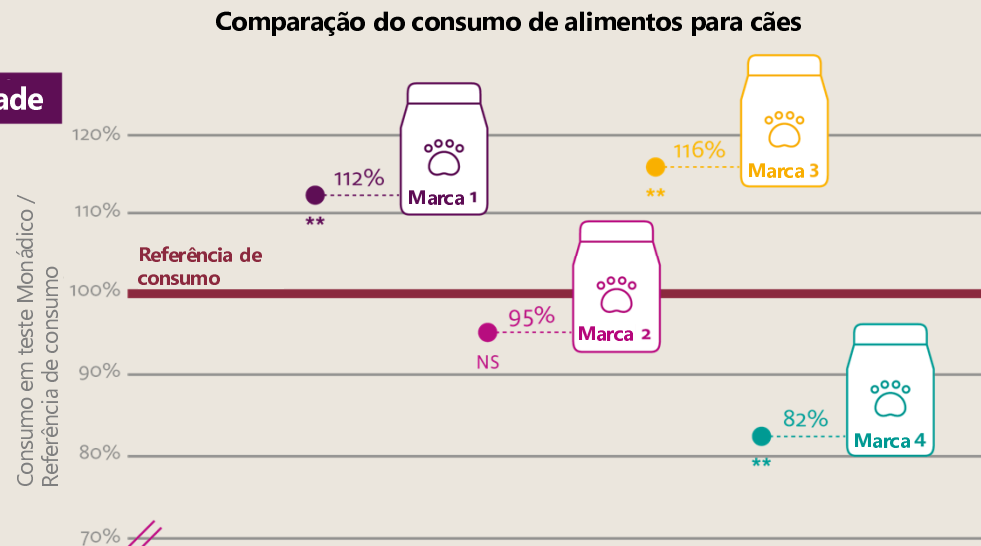 Comparação do consumo de alimentos para cães
ade
120%
110%
100%
90%
80%
70%
Consumo em teste Monádico /
Referência de consumo
Referência de
consumo
112%
**
Marca 1
95%
NS
Marca 2
116%
**
Marca 3
82%
**
Marca 4